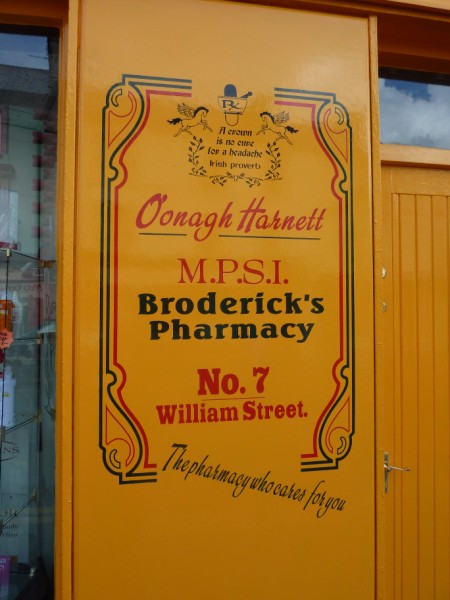 Rx
A crown
is no cure
for a headache
Irish proverb
Oonagh Harnett
M.P.S.I.
Broderick's
Pharmacy
No. 7
William Street.
The pharmacy who cares for you